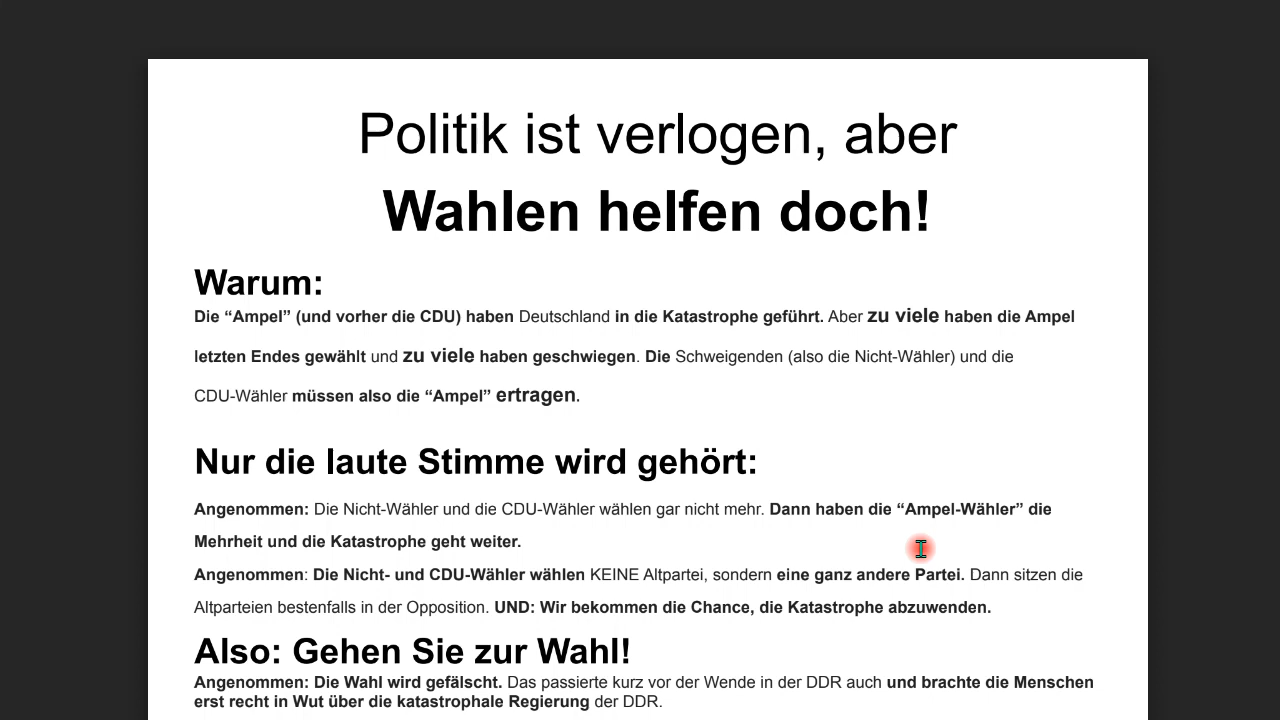 Politik ist verlogen, aber
Wahlen helfen doch!
Warum:
Die “Ampel” (und vorher die CDU) haben Deutschland in die Katastrophe geführt. Aber zu viele haben die Ampel
letzten Endes gewählt und zu viele haben geschwiegen. Die Schweigenden (also die Nicht-Wähler) und die
CDU-Wähler müssen also die “Ampel” ertragen.
Nur die laute Stimme wird gehört:
Angenommen: Die Nicht-Wähler und die CDU-Wähler wählen gar nicht mehr. Dann haben die “Ampel-Wähler” die
Mehrheit und die Katastrophe geht weiter.
Angenommen: Die Nicht- und CDU-Wähler wählen KEINE Altpartei, sondern eine ganz andere Partei. Dann sitzen die
Altparteien bestenfalls in der Opposition. UND: Wir bekommen die Chance, die Katastrophe abzuwenden.
Also: Gehen Sie zur Wahl!
Angenommen: Die Wahl wird gefälscht. Das passierte kurz vor der Wende in der DDR auch und brachte die Menschen
erst recht in Wut über die katastrophale Regierung der DDR.